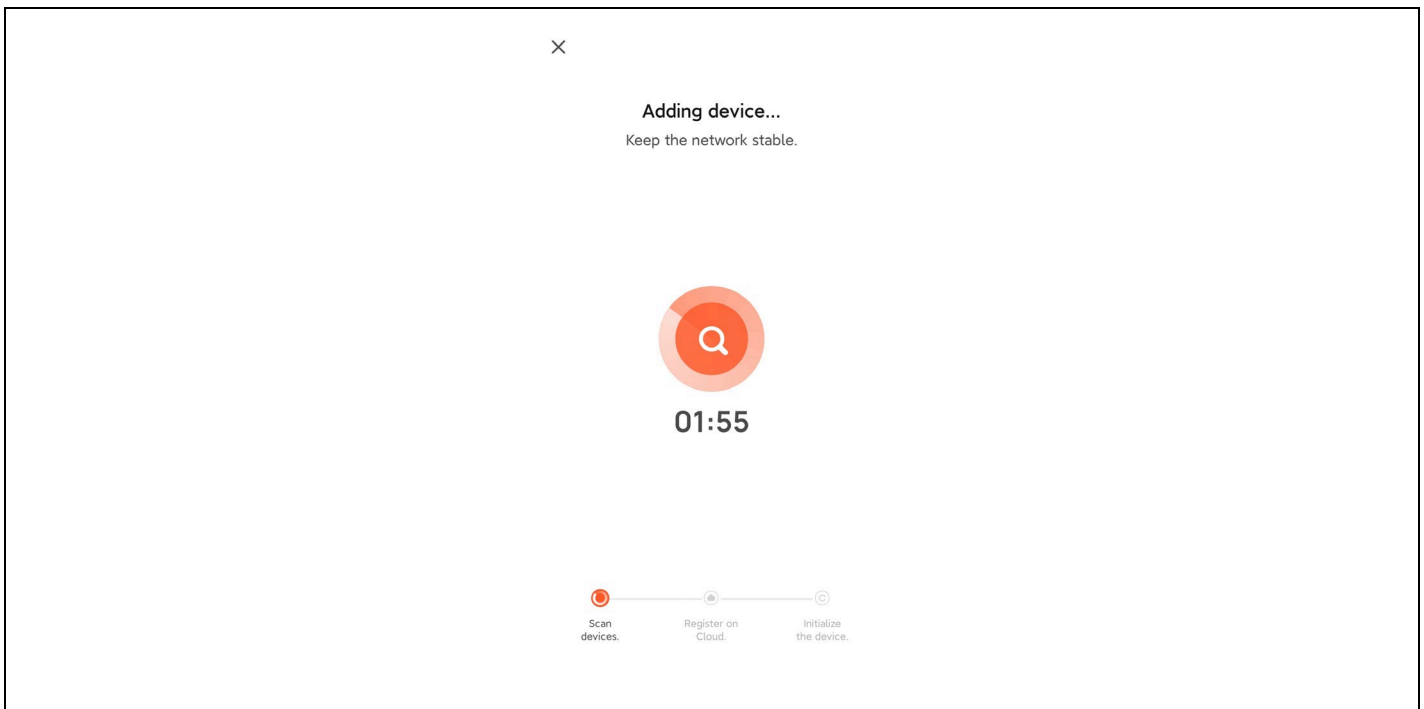 Adding device...
Keep the network stable.
01:55
Scan
devices.
Register on
Cloud.
Initialize
the device.